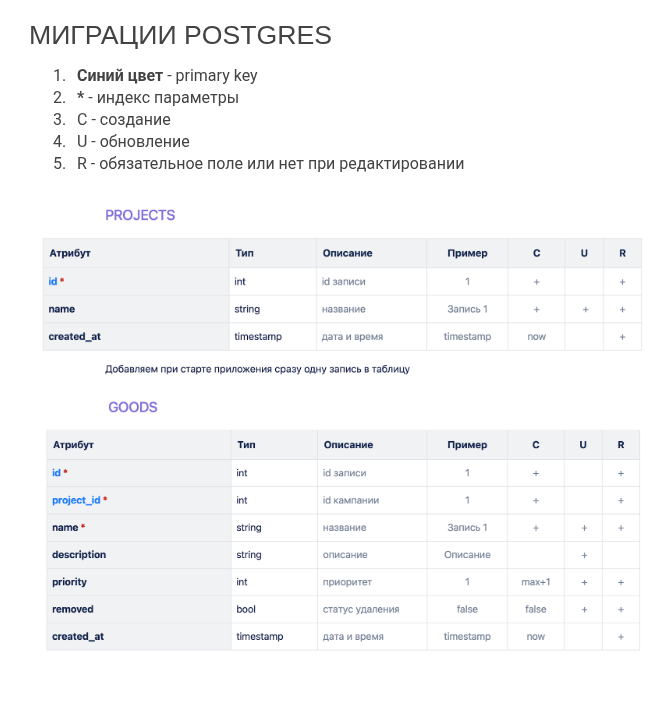 МИГРАЦИИ POSTGRES
1. Синий цвет - primary key
2. * - индекс параметры
3. C - создание
4. U - обновление
5. R - обязательное поле или нет при редактировании
PROJECTS
Атрибут Тип Описание Пример C U R
id * int id записи 1 + +
name string название Запись 1 + + +
created_at timestamp дата и время timestamp now +
Добавляем при старте приложения сразу одну запись в таблицу
GOODS
Атрибут Тип Описание Пример C U R
id * int id записи 1 + +
project_id * int id кампании 1 + +
name * string название Запись 1 + + +
description string описание Описание +
priority int приоритет 1 max+1 + +
removed bool статус удаления false false + +
created_at timestamp дата и время timestamp now +